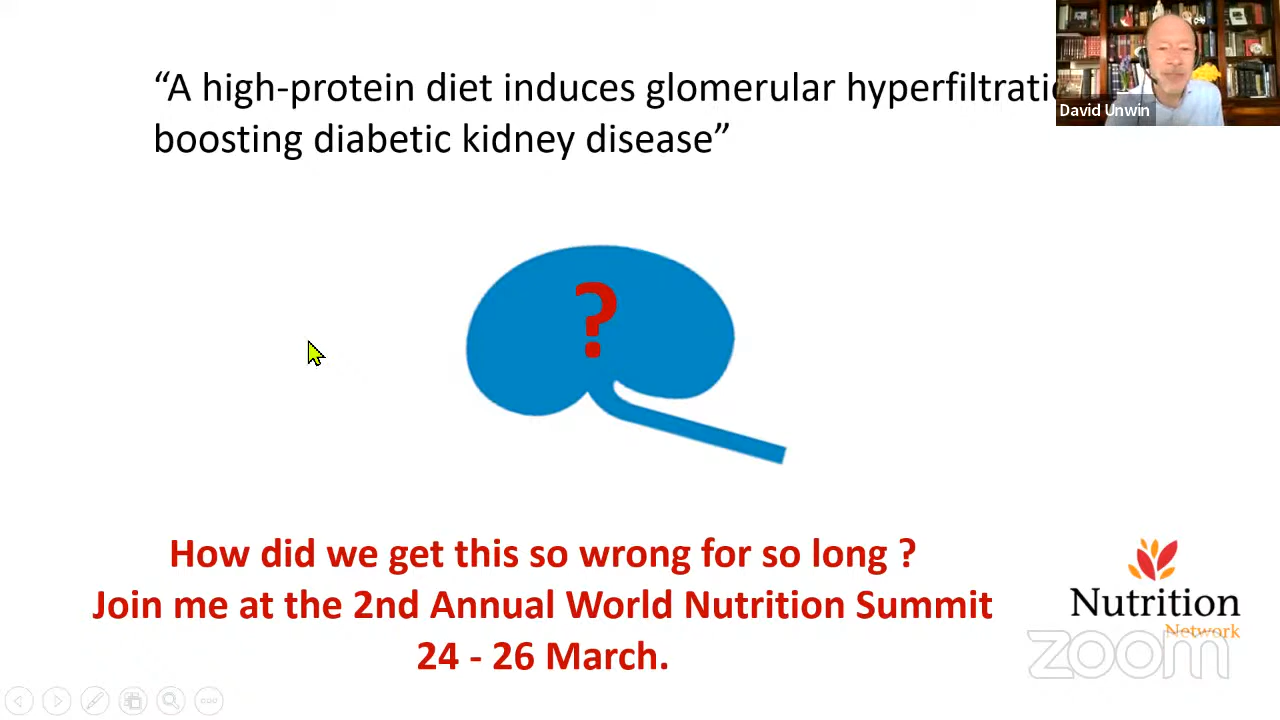 “A high-protein diet induces glomerular hyperfiltratio
boosting diabetic kidney disease”
David Unwin
?
How did we get this so wrong for so long ?
Join me at the 2nd Annual World Nutrition Summit
24 - 26 March.
Nutrition
Network
zoom